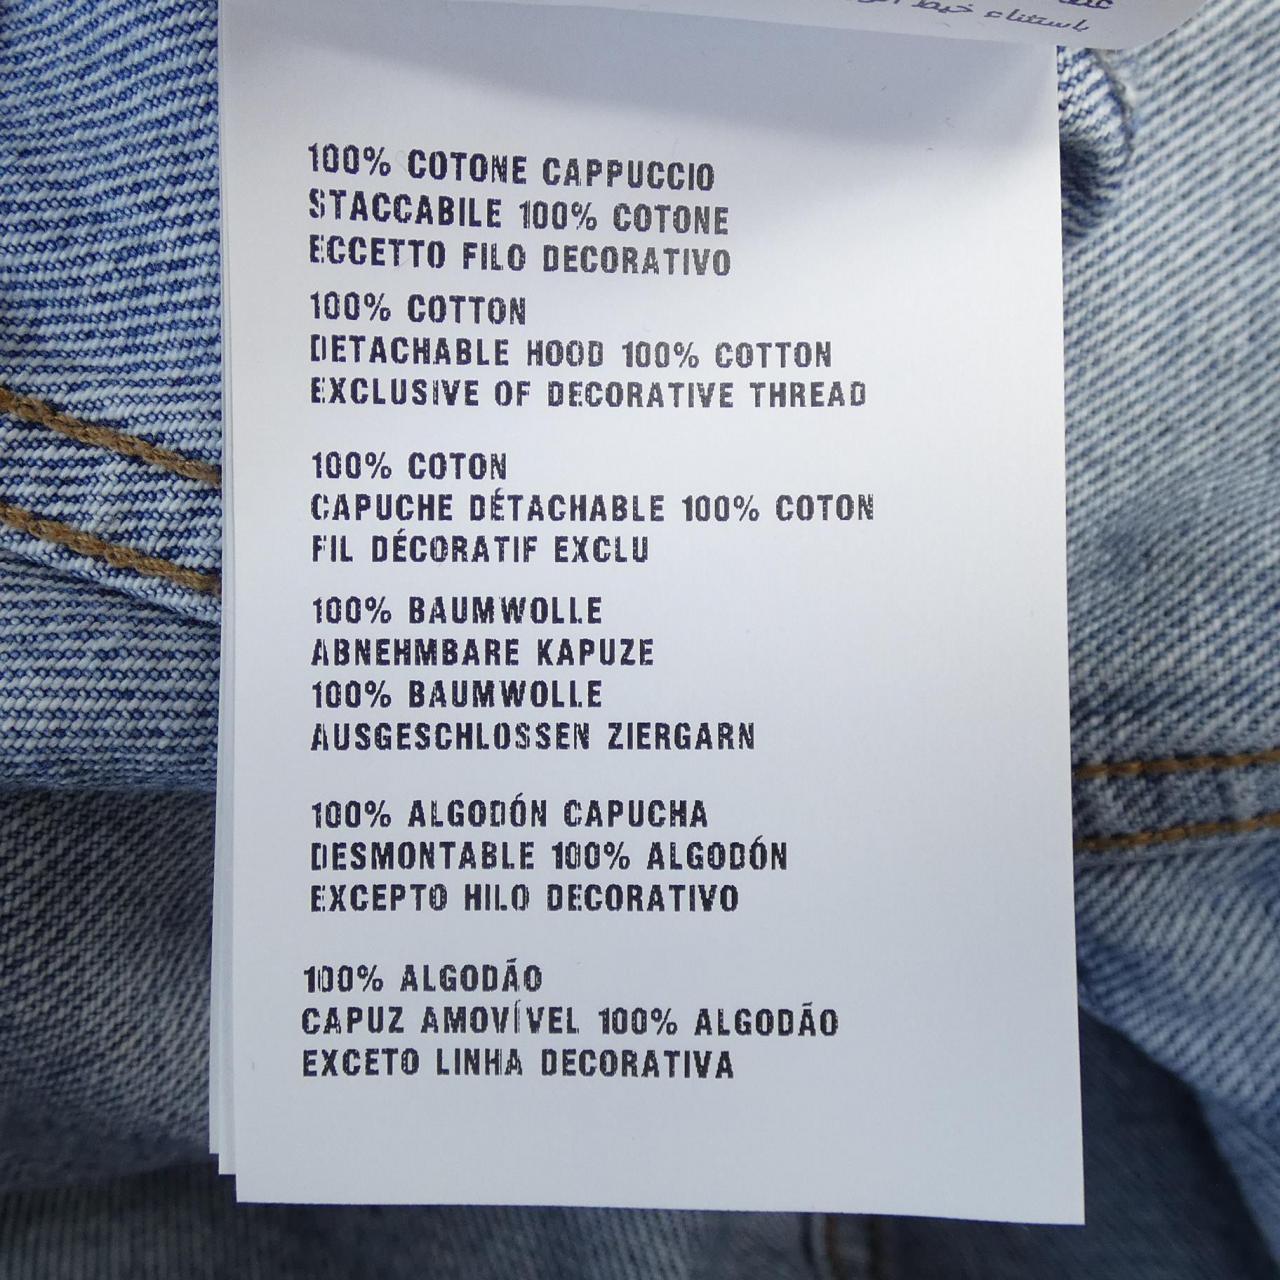 باستثناء خيط
100% COTONE CAPPUCCIO
STACCABILE 100% COTONE
ECCETTO FILO DECORATIVO
100% COTTON
DETACHABLE HOOD 100% COTTON
EXCLUSIVE OF DECORATIVE THREAD
100% COTON
CAPUCHE DÉTACHABLE 100% COTON
FIL DÉCORATIF EXCLU
100% BAUMWOLLE
ABNEHMBARE KAPUZE
100% BAUMWOLLE
AUSGESCHLOSSEN ZIERGARN
100% ALGODÓN CAPUCHA
DESMONTABLE 100% ALGODÓN
EXCEPTO HILO DECORATIVO
100% ALGODÃO
CAPUZ AMOVÍVEL 100% ALGODÃO
EXCETO LINHA DECORATIVA